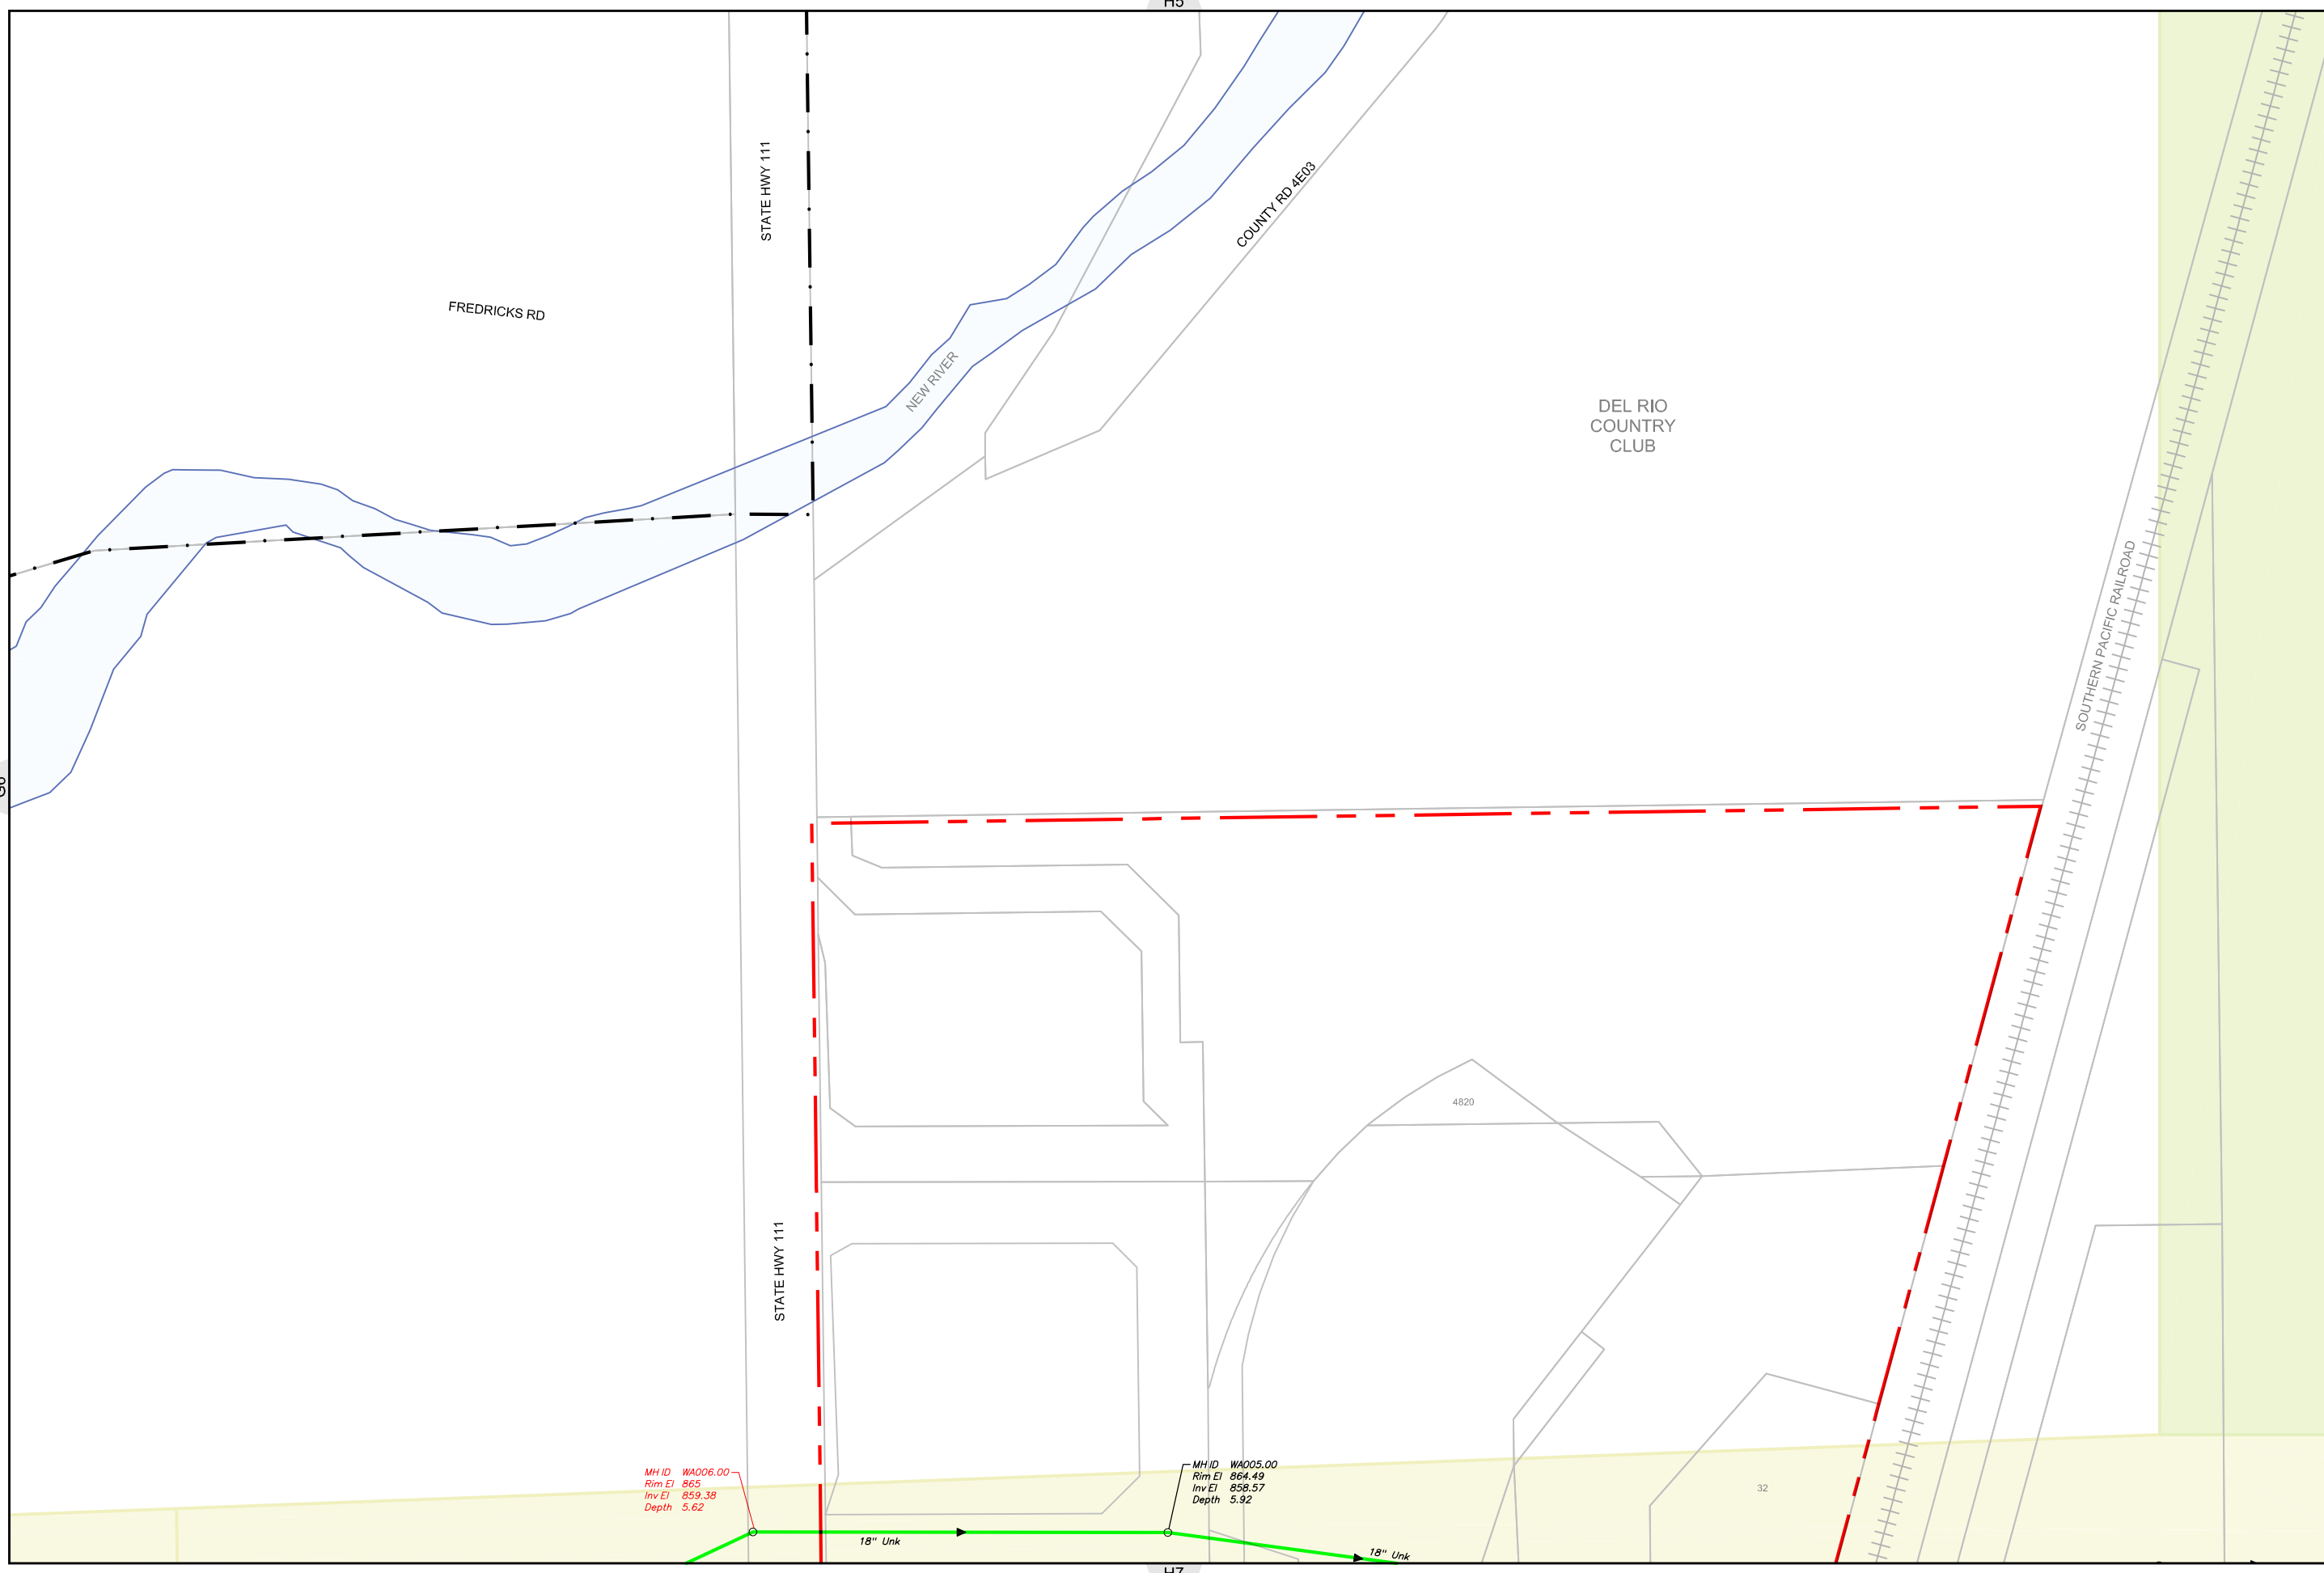 H5
STATE HWY 111
COUNTY RD 4E03
FREDRICKS RD
NEW RIVER
DEL RIO
COUNTRY
CLUB
SOUTHERN PACIFIC RAILROAD
G6
4820
STATE HWY 111
MH ID WA006.00
Rim El 865
Inv El 859.38
Depth 5.62
MH ID WA005.00
Rim El 864.49
Inv El 858.57
Depth 5.92
32
18" Unk
18" Unk
H7